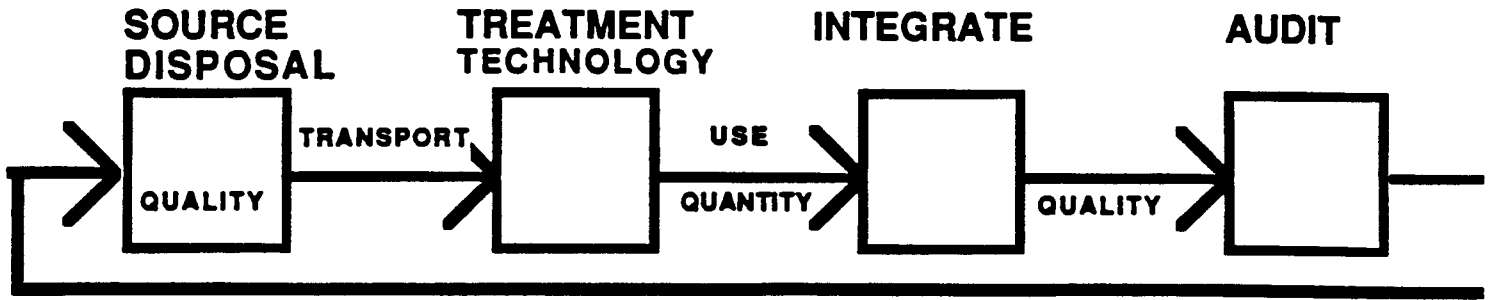 SOURCE
DISPOSAL
TREATMENT
TECHNOLOGY
INTEGRATE
AUDIT
TRANSPORT
USE
QUALITY
QUANTITY
QUALITY